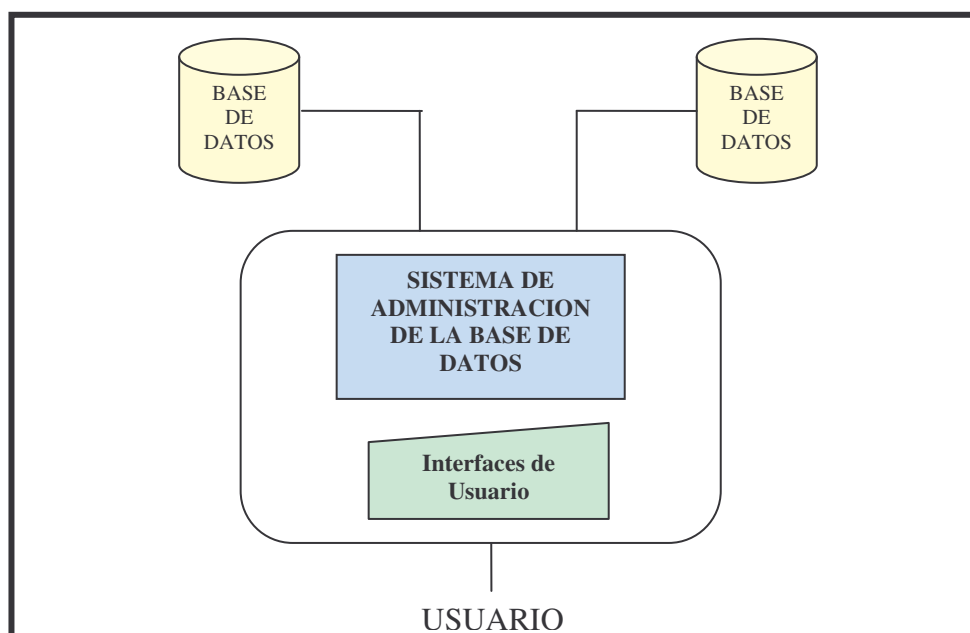 BASE
DE
DATOS
BASE
DE
DATOS
SISTEMA DE
ADMINISTRACION
DE LA BASE DE
DATOS
Interfaces de
Usuario
USUARIO